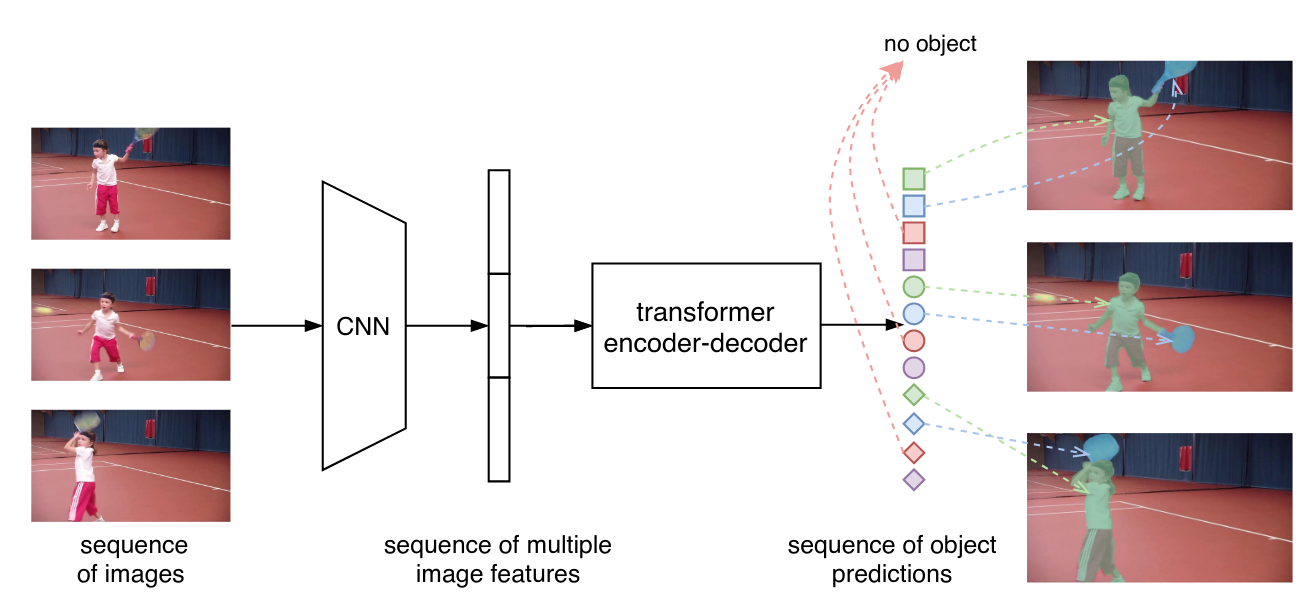 no object
CNN
transformer
encoder-decoder
sequence
of images
sequence of multiple
image features
sequence of object
predictions